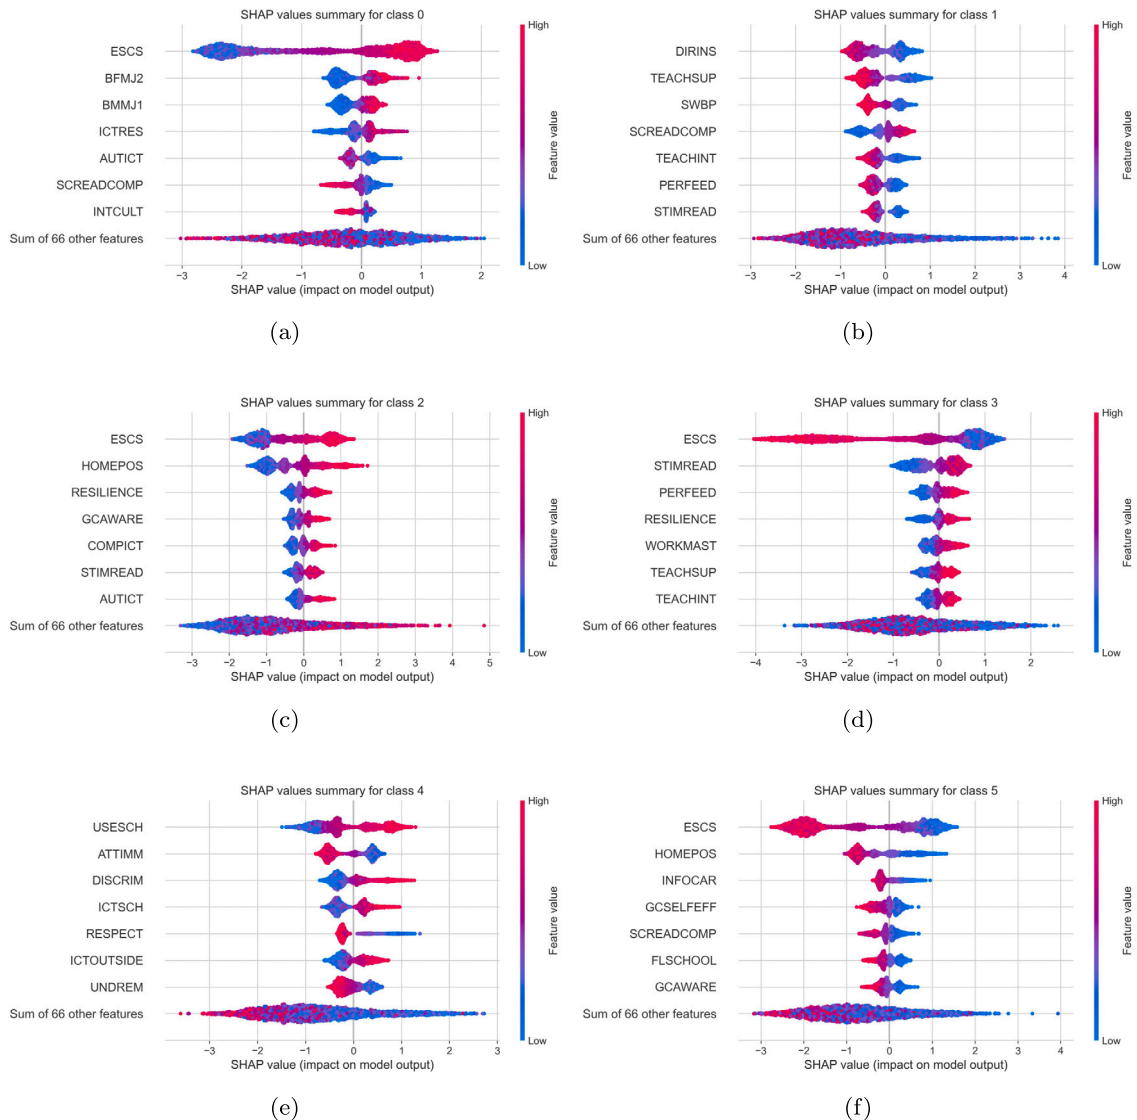 SHAP values summary for class 0
High
ESCS
BFMJ2
BMMJ1
ICTRES
AUTICT
SCREADCOMP
INTCULT
Sum of 66 other features
Feature value
Low
−3 −2 −1 0 1 2
SHAP value (impact on model output)
(a)
SHAP values summary for class 1
High
DIRINS
TEACHSUP
SWBP
SCREADCOMP
TEACHINT
PERFEED
STIMREAD
Sum of 66 other features
Feature value
Low
−3 −2 −1 0 1 2 3 4
SHAP value (impact on model output)
(b)
SHAP values summary for class 2
High
ESCS
HOMEPOS
RESILIENCE
GCAWARE
COMPICT
STIMREAD
AUTICT
Sum of 66 other features
Feature value
Low
−3 −2 −1 0 1 2 3 4 5
SHAP value (impact on model output)
(c)
SHAP values summary for class 3
High
ESCS
STIMREAD
PERFEED
RESILIENCE
WORKMAST
TEACHSUP
TEACHINT
Sum of 66 other features
Feature value
Low
−4 −3 −2 −1 0 1 2
SHAP value (impact on model output)
(d)
SHAP values summary for class 4
High
USESCH
ATTIMM
DISCRIM
ICTSCH
RESPECT
ICTOUTSIDE
UNDREM
Sum of 66 other features
Feature value
Low
−3 −2 −1 0 1 2 3
SHAP value (impact on model output)
(e)
SHAP values summary for class 5
High
ESCS
HOMEPOS
INFOCAR
GCSELFEFF
SCREADCOMP
FLSCHOOL
GCAWARE
Sum of 66 other features
Feature value
Low
−3 −2 −1 0 1 2 3 4
SHAP value (impact on model output)
(f)